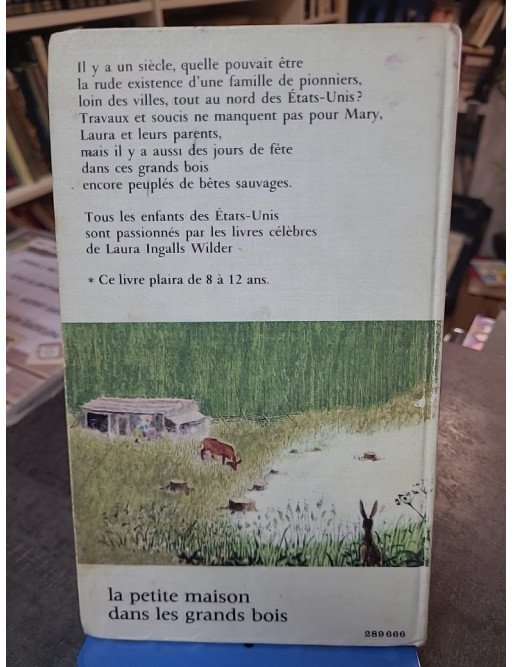 Il y a un siècle, quelle pouvait être
la rude existence d'une famille de pionniers,
loin des villes, tout au nord des États-Unis?
Travaux et soucis ne manquent pas pour Mary,
Laura et leurs parents,
mais il y a aussi des jours de fête
dans ces grands bois
encore peuplés de bêtes sauvages.
Tous les enfants des États-Unis
sont passionnés par les livres célèbres
de Laura Ingalls Wilder
* Ce livre plaira de 8 à 12 ans.
la petite maison
dans les grands bois
289666